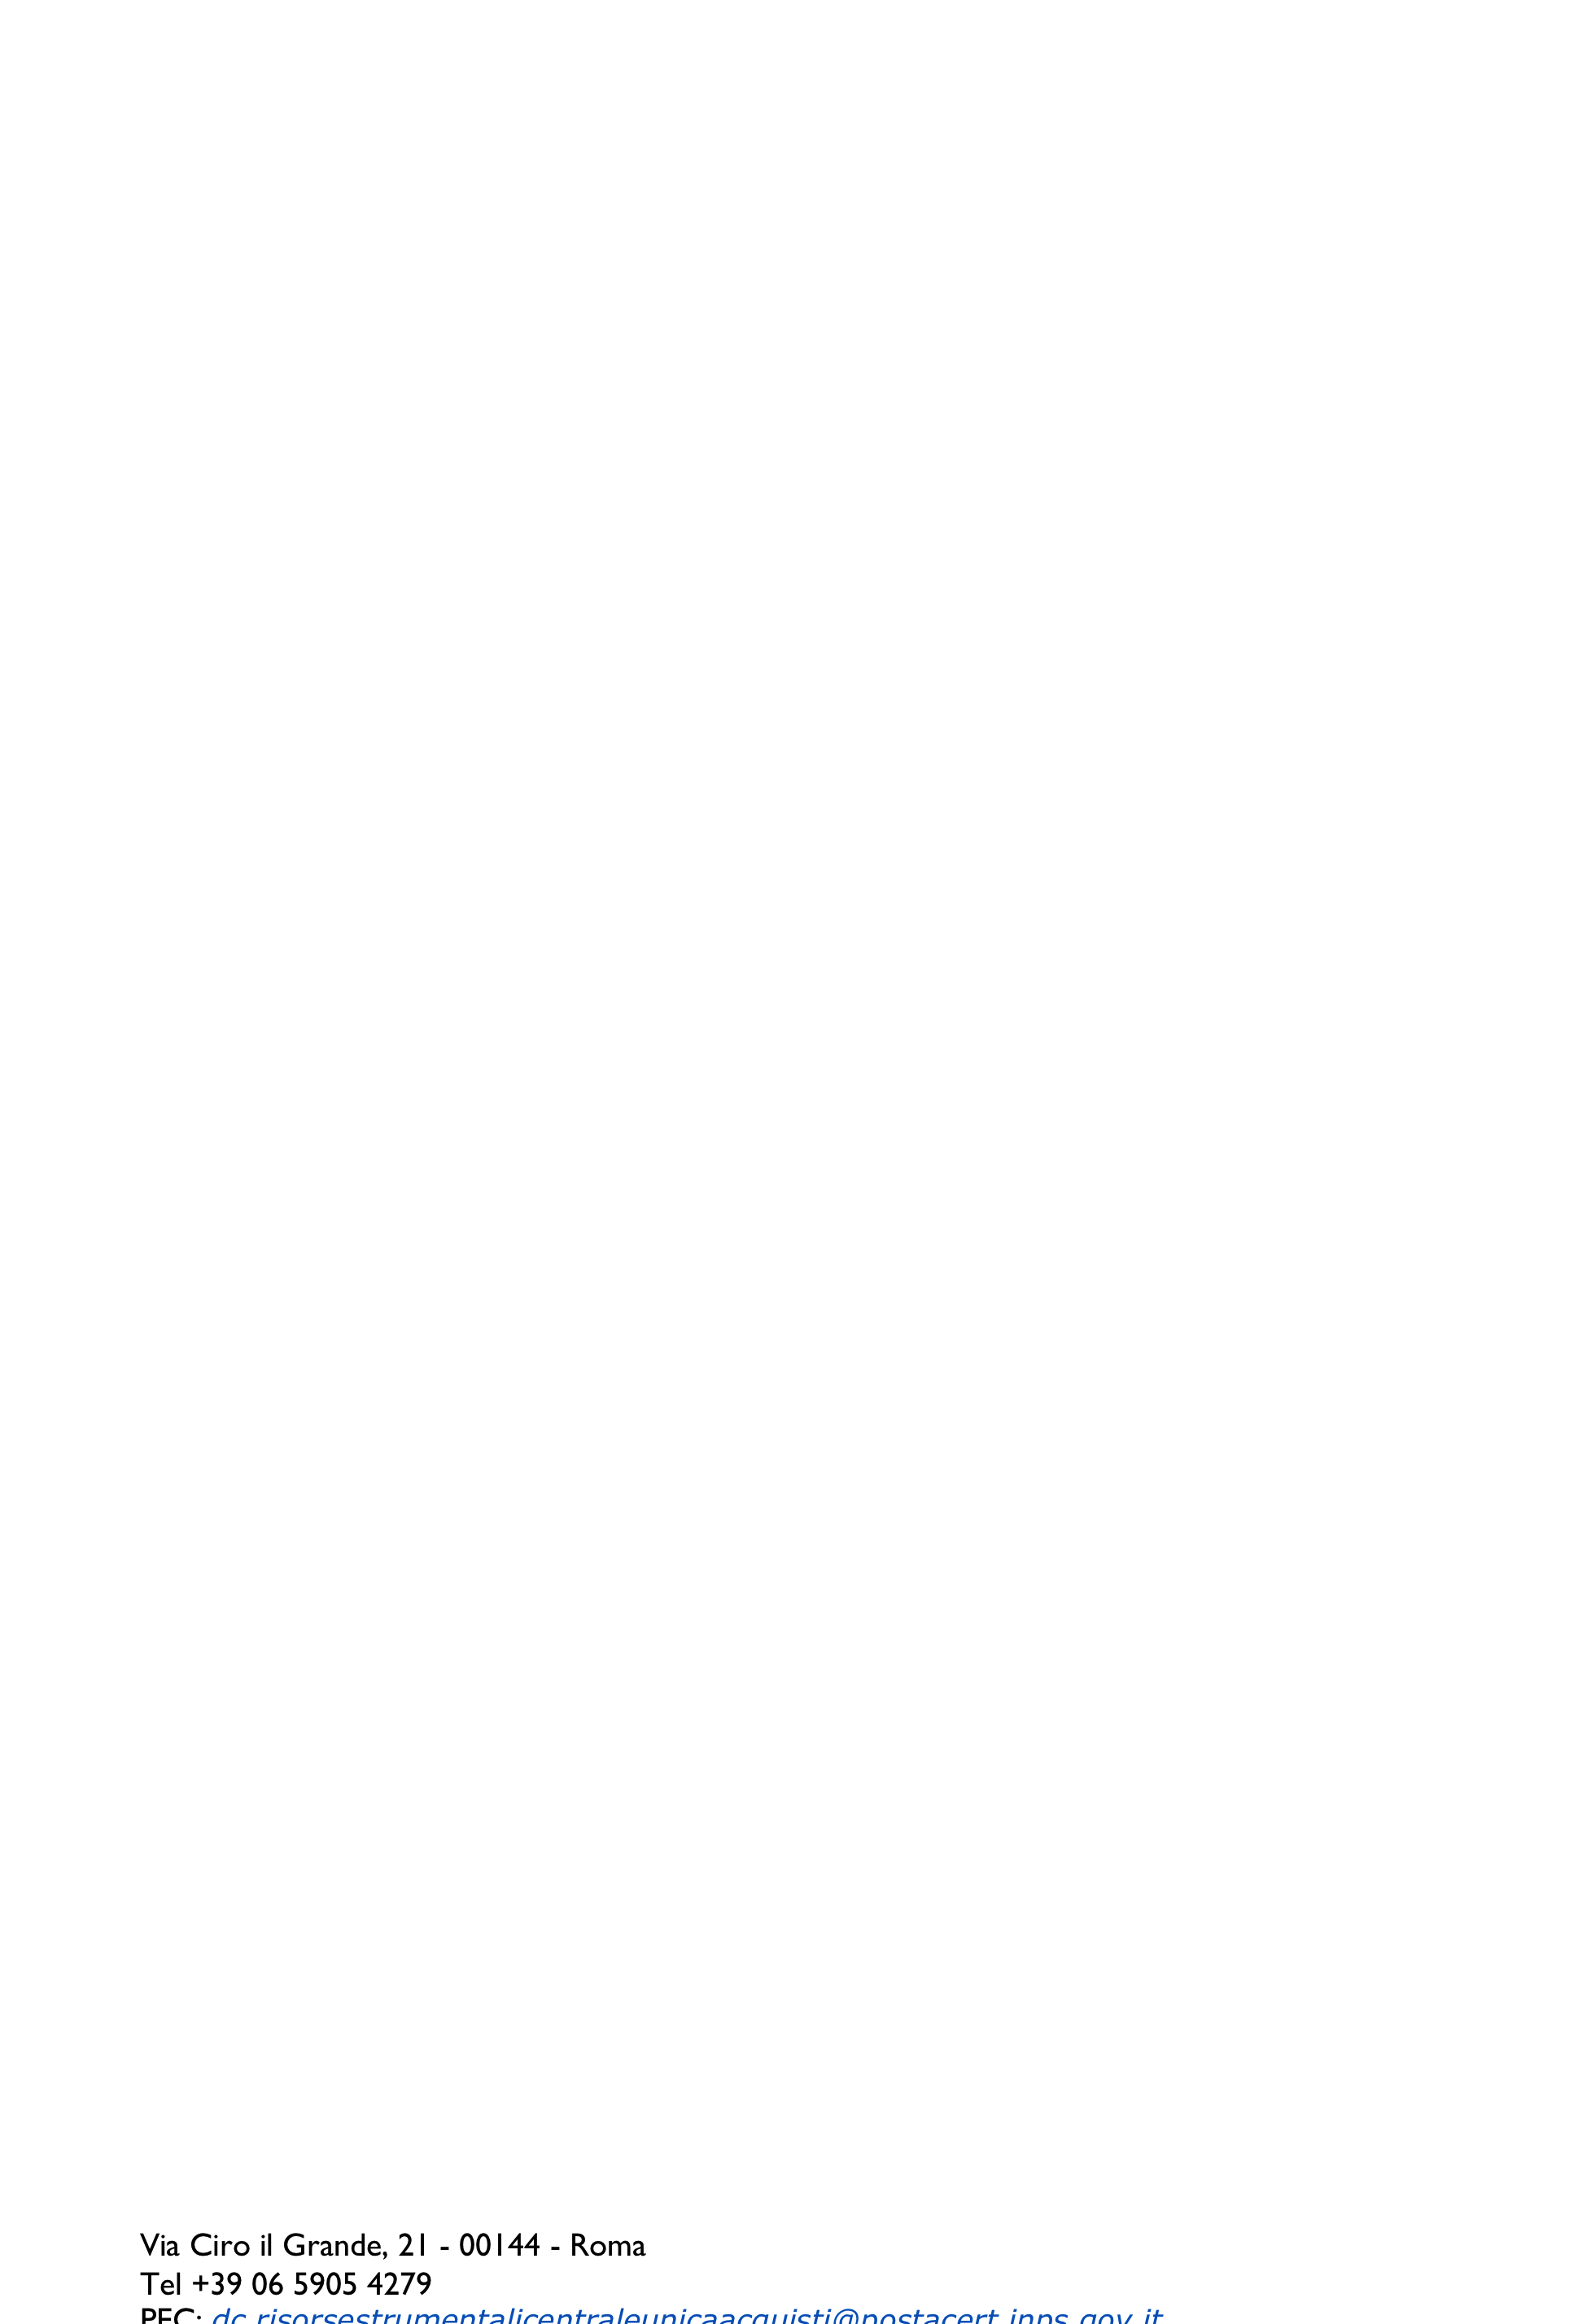 Via Ciro il Grande, 21 - 00144 - Roma
Tel +39 06 5905 4279
PEC: dc.risorsestrumentalicentraleunicaacquisti@postacert.inps.gov.it